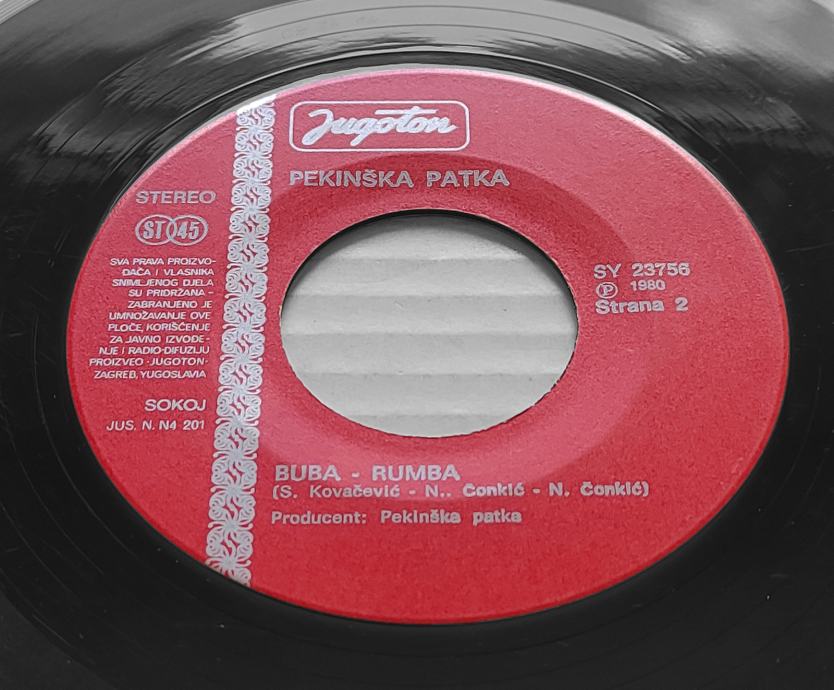 Jugoton
PEKINŠKA PATKA
STEREO
ST 45
SVA PRAVA PROIZVO-
ĐAČA I VLASNIKA
SNIMLJENOG DJELA
SU PRIDRŽANA -
ZABRANJENO JE
UMNOŽAVANJE OVE
PLOČE, KORIŠĆENJE
ZA JAVNO IZVOĐE-
NJE I RADIO-DIFUZIJU
PROIZVEO -JUGOTON-
ZAGREB, YUGOSLAVIA
SOKOJ
JUS. N. N4 201
SY 23756
Ⓟ 1980
Strana 2
BUBA - RUMBA
(S. Kovačević - N.. Čonkić - N. Čonkić)
Producent: Pekinška patka